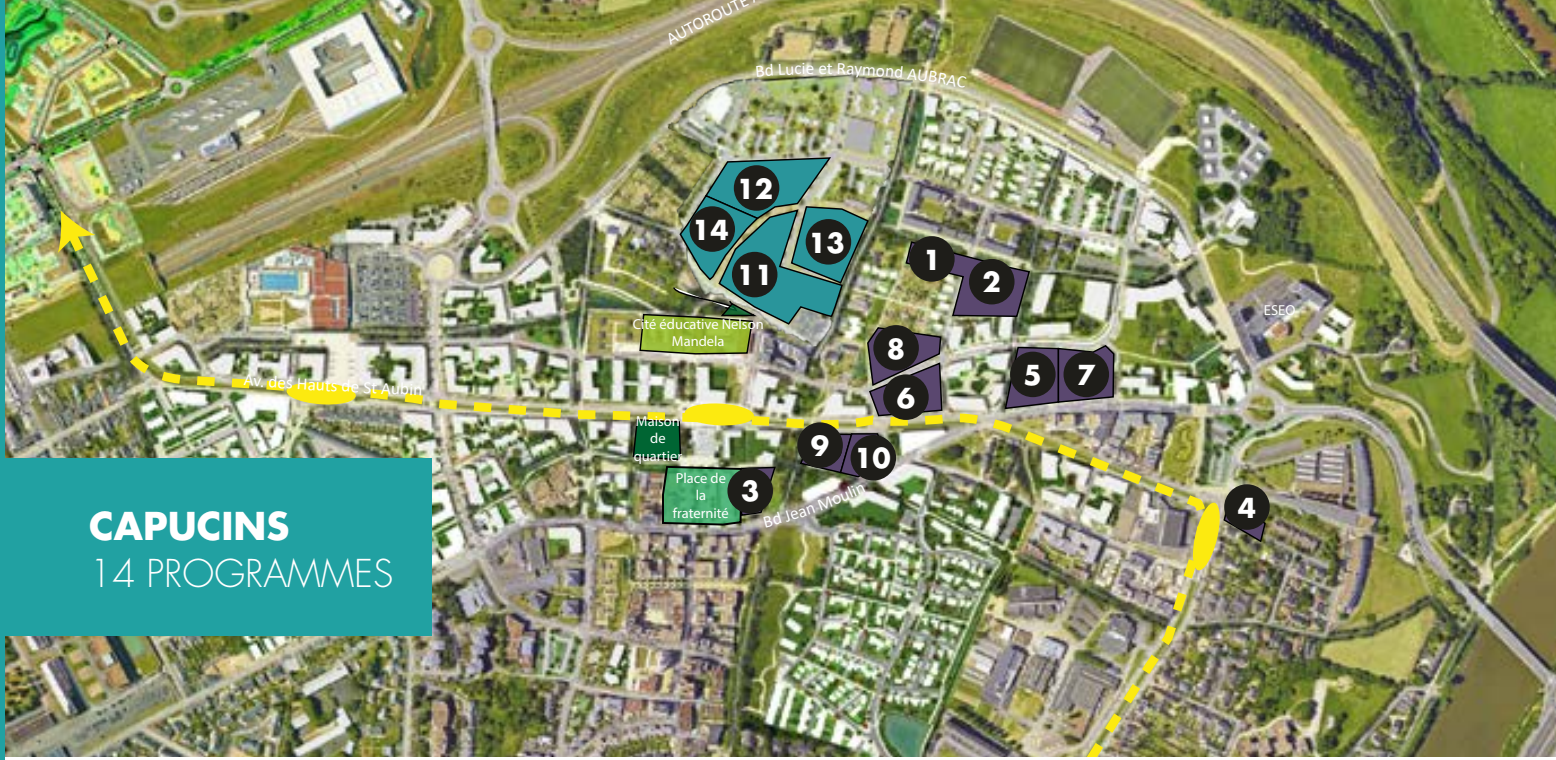 AUTOROUTE
Bd Lucie et Raymond AUBRAC
12
14
13
11
1
2
Cité éducative Nelson
Mandela
ESEO
8
5
7
6
Av. des Hauts de St Aubin
Maison
de
quartier
9
10
Place de
la
fraternité
3
Bd Jean Moulin
4
CAPUCINS
14 PROGRAMMES